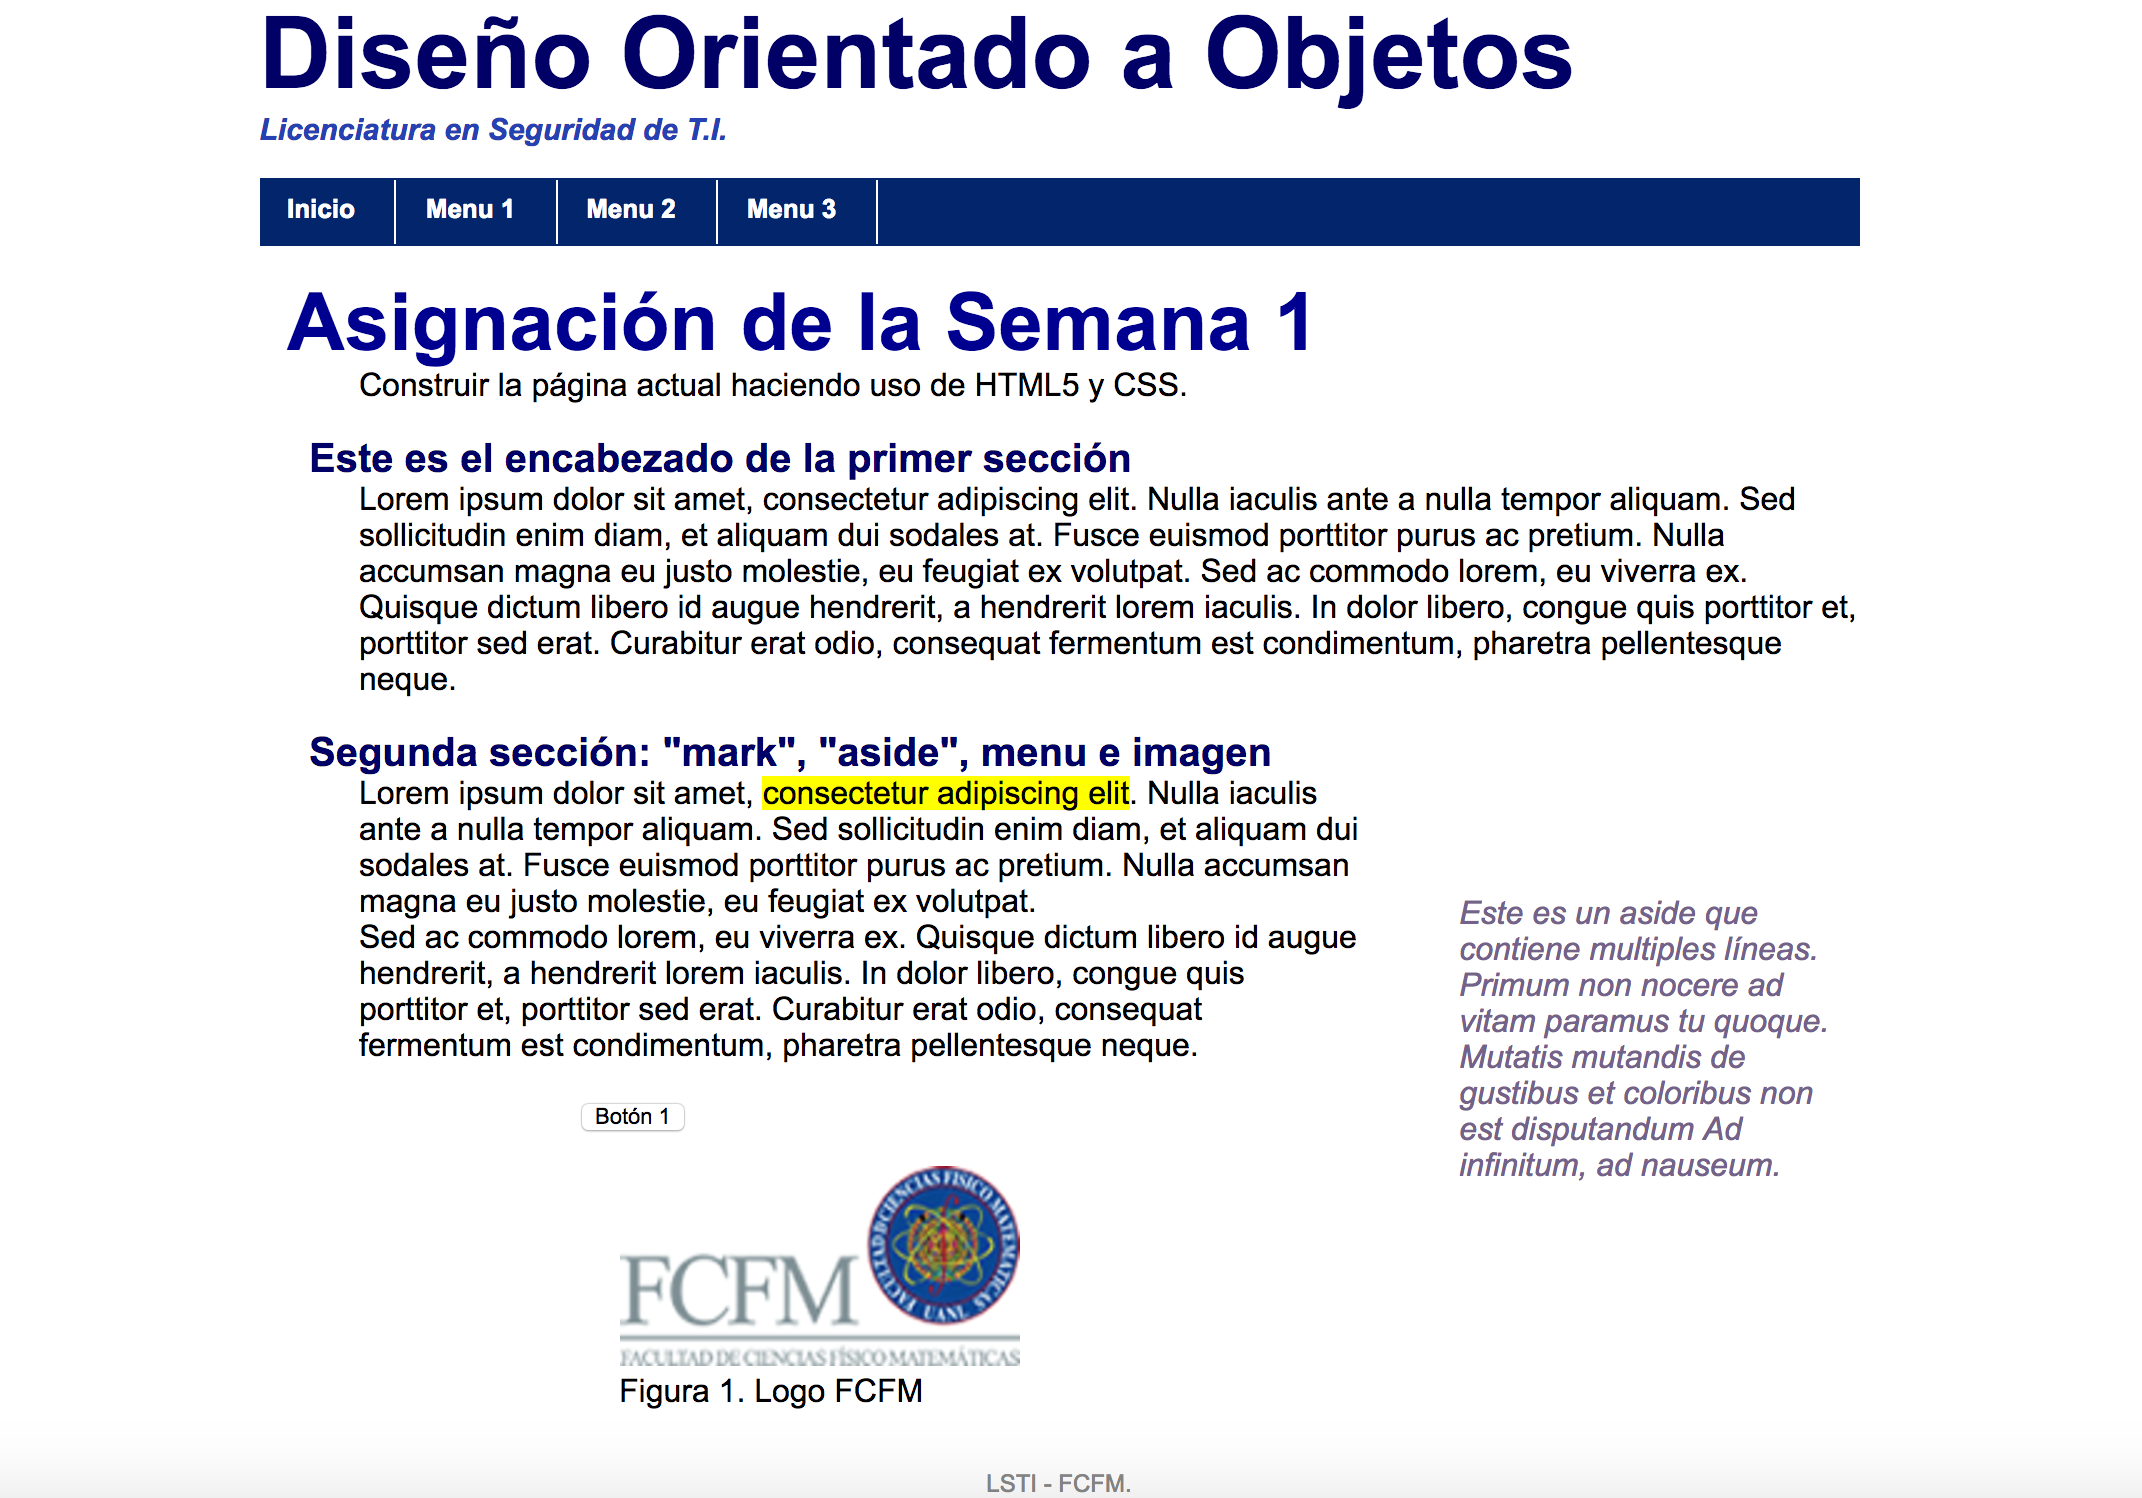 Diseño Orientado a Objetos
Licenciatura en Seguridad de T.I.
Inicio
Menu 1
Menu 2
Menu 3
Asignación de la Semana 1
Construir la página actual haciendo uso de HTML5 y CSS.
Este es el encabezado de la primer sección
Lorem ipsum dolor sit amet, consectetur adipiscing elit. Nulla iaculis ante a nulla tempor aliquam. Sed
sollicitudin enim diam, et aliquam dui sodales at. Fusce euismod porttitor purus ac pretium. Nulla
accumsan magna eu justo molestie, eu feugiat ex volutpat. Sed ac commodo lorem, eu viverra ex.
Quisque dictum libero id augue hendrerit, a hendrerit lorem iaculis. In dolor libero, congue quis porttitor et,
porttitor sed erat. Curabitur erat odio, consequat fermentum est condimentum, pharetra pellentesque
neque.
Segunda sección: "mark", "aside", menu e imagen
Lorem ipsum dolor sit amet, consectetur adipiscing elit. Nulla iaculis
ante a nulla tempor aliquam. Sed sollicitudin enim diam, et aliquam dui
sodales at. Fusce euismod porttitor purus ac pretium. Nulla accumsan
magna eu justo molestie, eu feugiat ex volutpat.
Sed ac commodo lorem, eu viverra ex. Quisque dictum libero id augue
hendrerit, a hendrerit lorem iaculis. In dolor libero, congue quis
porttitor et, porttitor sed erat. Curabitur erat odio, consequat
fermentum est condimentum, pharetra pellentesque neque.
Este es un aside que
contiene multiples líneas.
Primum non nocere ad
vitam paramus tu quoque.
Mutatis mutandis de
gustibus et coloribus non
est disputandum Ad
infinitum, ad nauseum.
Botón 1
FACULTAD DE CIENCIAS FISICO MATEMATICAS
UANL
FCFM
FACULTAD DE CIENCIAS FÍSICO MATEMÁTICAS
Figura 1. Logo FCFM
LSTI - FCFM.